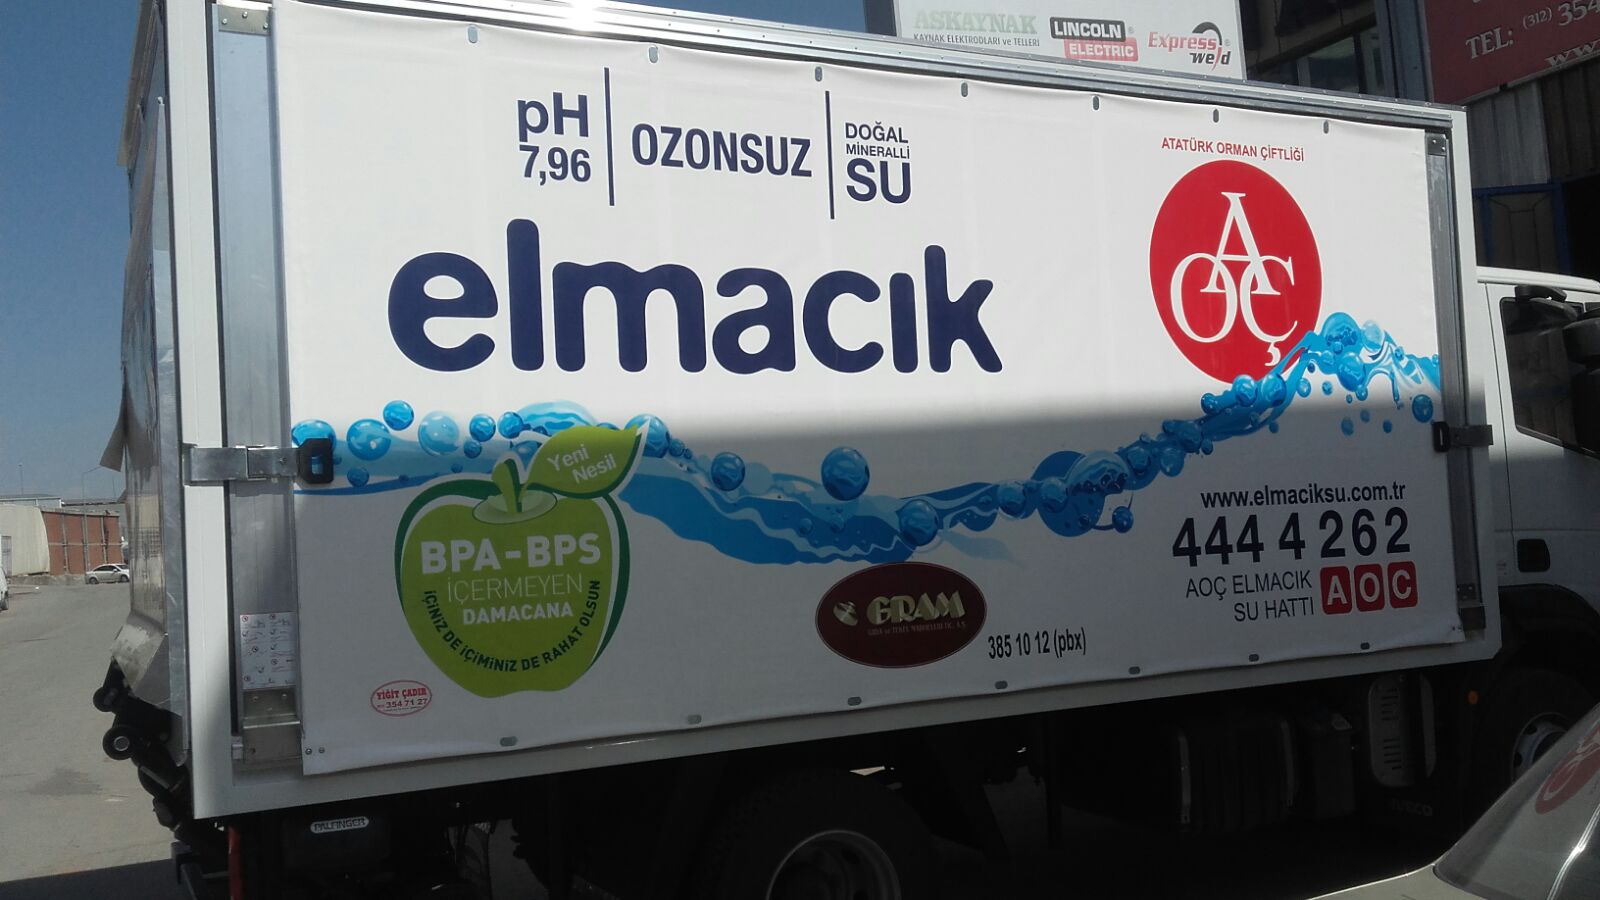 ASKAYNAK
KAYNAK ELEKTRODLARI ve TELLERİ
LINCOLN
ELECTRIC
Express
weld
TEL: (312) 354
www
pH
7,96
OZONSUZ
DOĞAL
MİNERALLİ
SU
ATATÜRK ORMAN ÇİFTLİĞİ
AOÇ
elmacık
Yeni
Nesil
BPA-BPS
İÇERMEYEN
DAMACANA
İÇİNİZ DE İÇİMİNİZ DE RAHAT OLSUN
www.elmaciksu.com.tr
444 4 262
AOÇ ELMACIK
SU HATTI
AOC
GRAM
385 10 12 (pbx)
YİĞİT ÇADIR
354 71 27
PALFINGER
IVECO